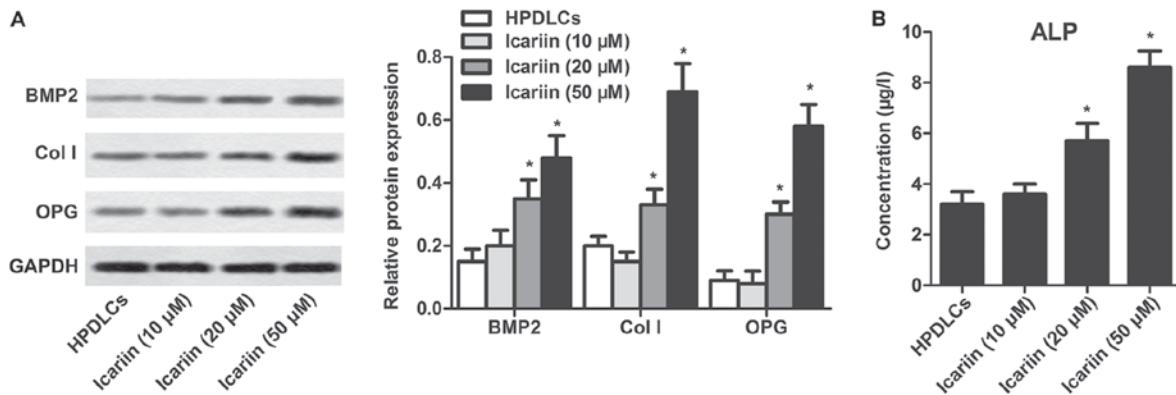 A
BMP2
Col I
OPG
GAPDH
HPDLCs
Icariin (10 µM)
Icariin (20 µM)
Icariin (50 µM)
HPDLCs
Icariin (10 µM)
Icariin (20 µM)
Icariin (50 µM)
Relative protein expression
0.8
0.6
0.4
0.2
0.0
* * * * * *
BMP2 Col I OPG
B
ALP
Concentration (µg/l)
10
8
6
4
2
0
* *
HPDLCs
Icariin (10 µM)
Icariin (20 µM)
Icariin (50 µM)